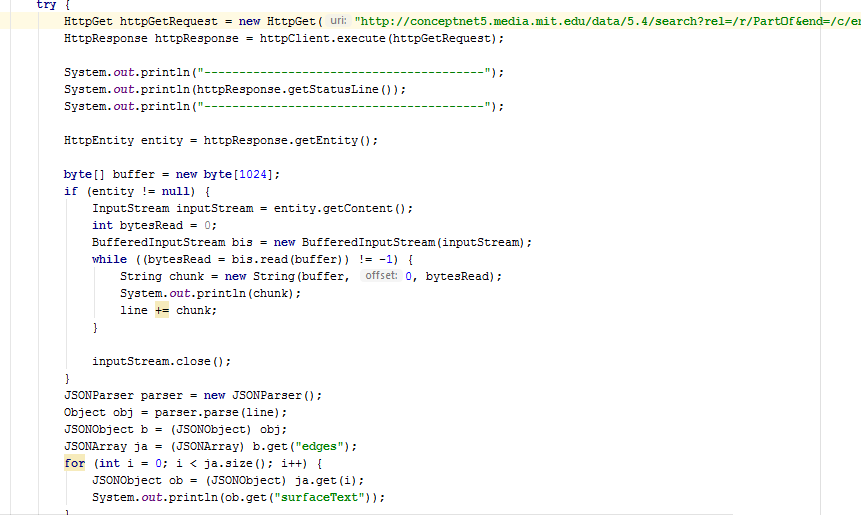 try {
HttpGet httpGetRequest = new HttpGet( uri: "http://conceptnet5.media.mit.edu/data/5.4/search?rel=/r/PartOf&end=/c/en
HttpResponse httpResponse = httpClient.execute(httpGetRequest);
System.out.println("----------------------------------------");
System.out.println(httpResponse.getStatusLine());
System.out.println("----------------------------------------");
HttpEntity entity = httpResponse.getEntity();
byte[] buffer = new byte[1024];
if (entity != null) {
InputStream inputStream = entity.getContent();
int bytesRead = 0;
BufferedInputStream bis = new BufferedInputStream(inputStream);
while ((bytesRead = bis.read(buffer)) != -1) {
String chunk = new String(buffer, offset: 0, bytesRead);
System.out.println(chunk);
line += chunk;
}
inputStream.close();
}
JSONParser parser = new JSONParser();
Object obj = parser.parse(line);
JSONObject b = (JSONObject) obj;
JSONArray ja = (JSONArray) b.get("edges");
for (int i = 0; i < ja.size(); i++) {
JSONObject ob = (JSONObject) ja.get(i);
System.out.println(ob.get("surfaceText"));
}